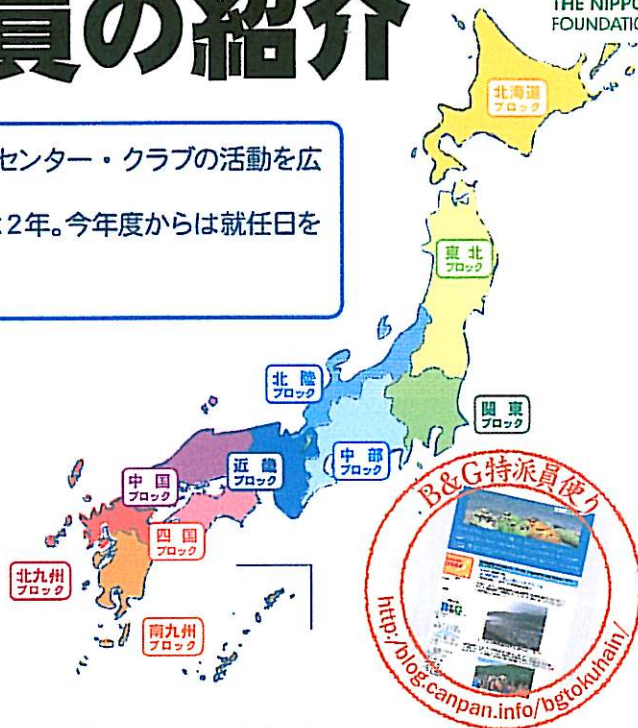 員の紹介
THE NIPPO
FOUNDATIO
センター・クラブの活動を広
2年。今年度からは就任日を
北海道
ブロック
東北
ブロック
北陸
ブロック
関東
ブロック
中部
ブロック
近畿
ブロック
中国
ブロック
四国
ブロック
北九州
ブロック
南九州
ブロック
B&G特派員便り
http://blog.canpan.info/bgtokuhain/